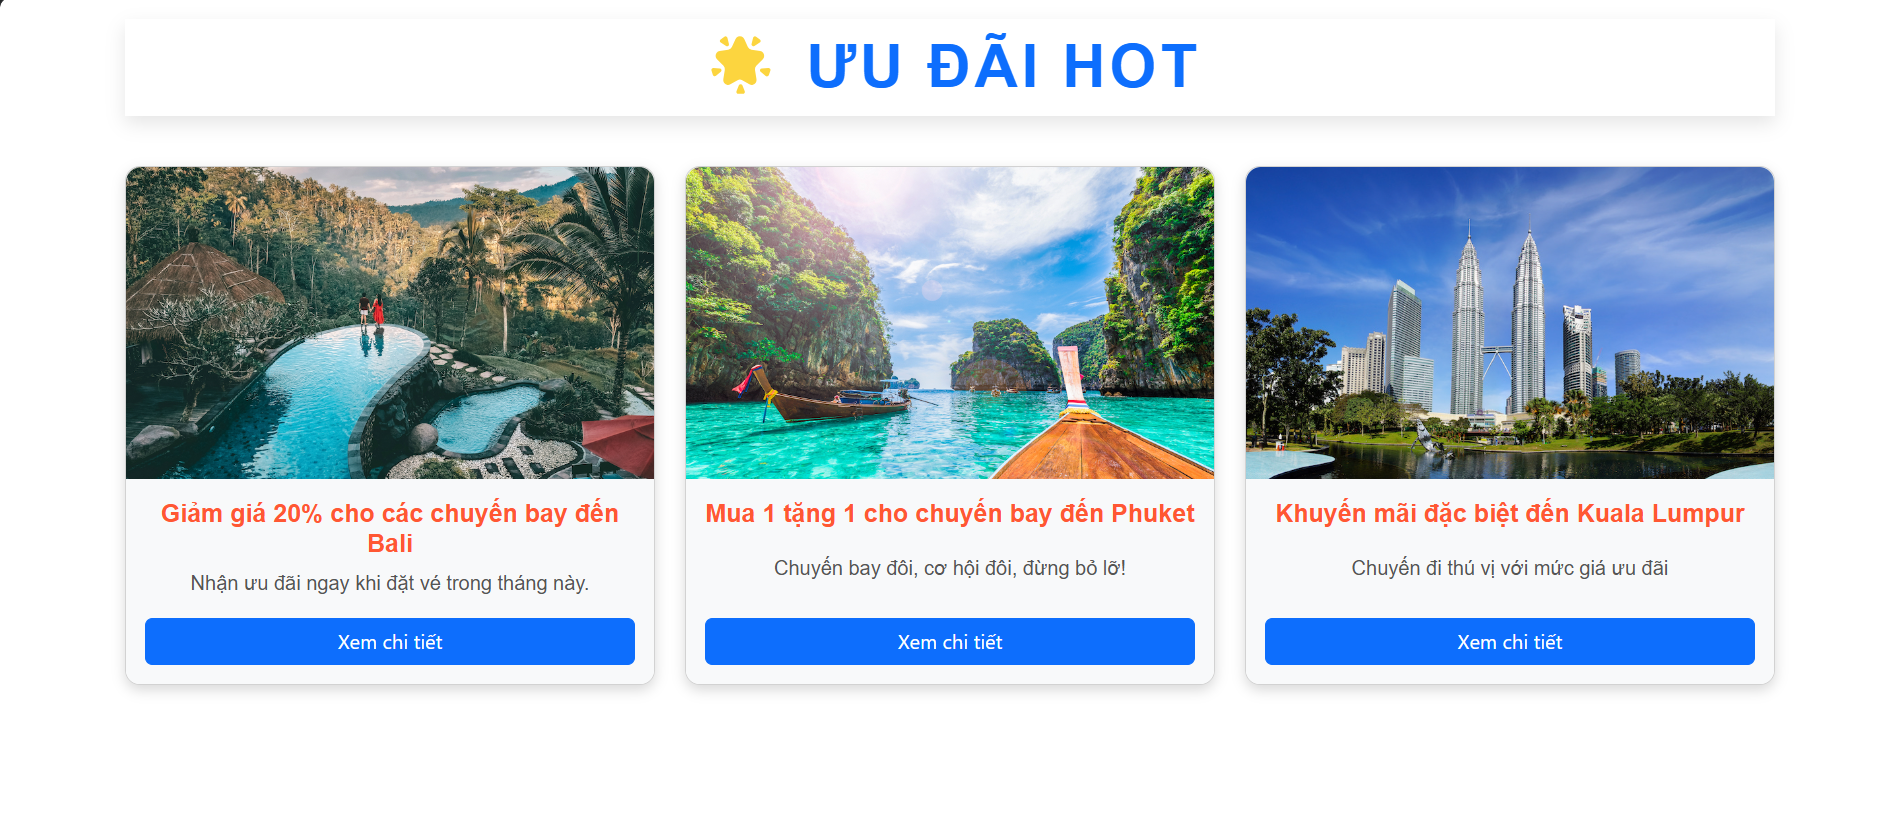 ƯU ĐÃI HOT
Giảm giá 20% cho các chuyến bay đến
Bali
Nhận ưu đãi ngay khi đặt vé trong tháng này.
Xem chi tiết
Mua 1 tặng 1 cho chuyến bay đến Phuket
Chuyến bay đôi, cơ hội đôi, đừng bỏ lỡ!
Xem chi tiết
Khuyến mãi đặc biệt đến Kuala Lumpur
Chuyến đi thú vị với mức giá ưu đãi
Xem chi tiết